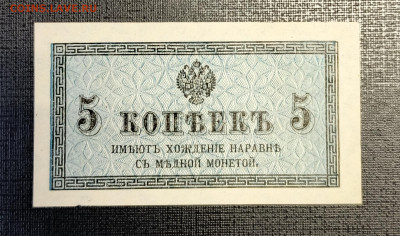 5 КОПѢЕКЪ 5
ИМѢЮТЪ ХОЖДЕНІЕ НАРАВНѢ
СЪ МѢДНОЙ МОНЕТОЙ.